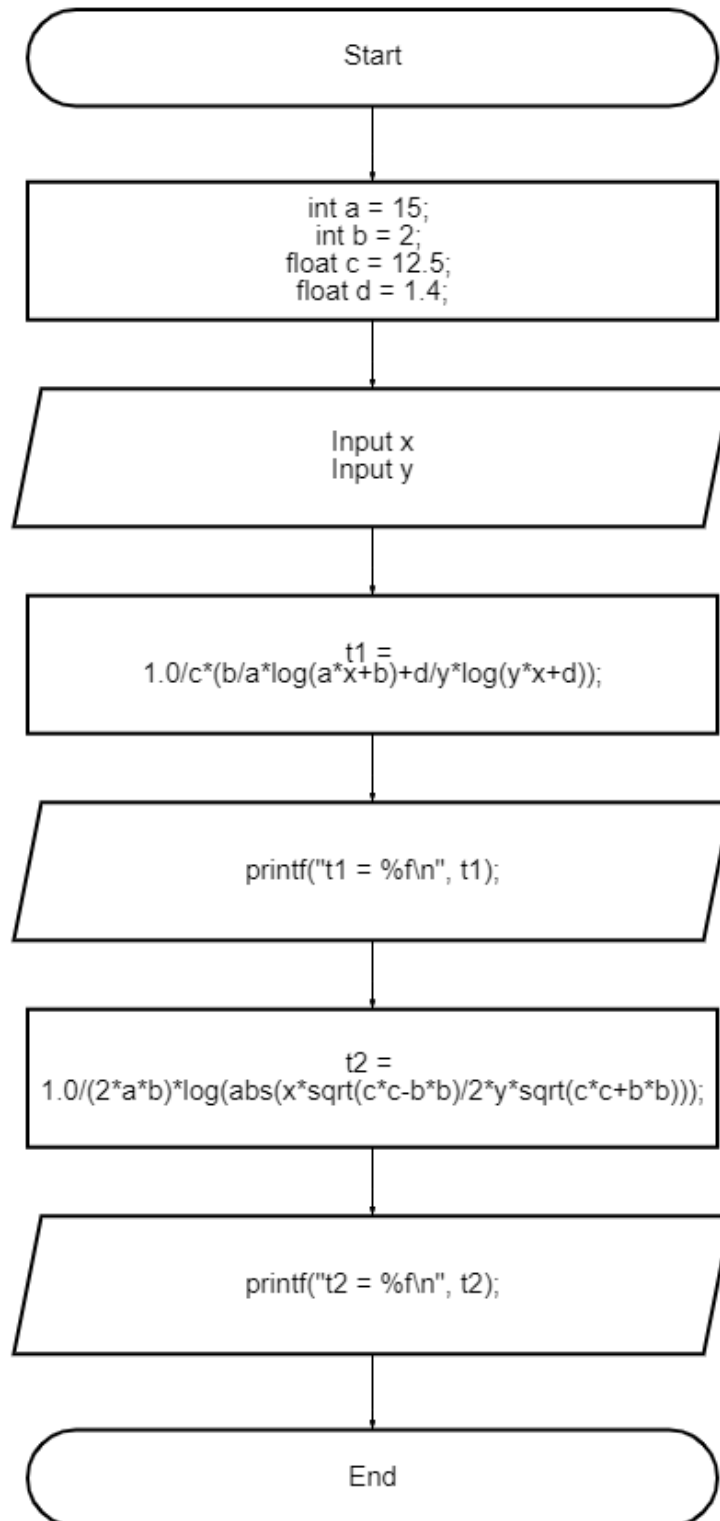 Start
int a = 15;
int b = 2;
float c = 12.5;
float d = 1.4;
Input x
Input y
t1 =
1.0/c*(b/a*log(a*x+b)+d/y*log(y*x+d));
printf("t1 = %f\n", t1);
t2 =
1.0/(2*a*b)*log(abs(x*sqrt(c*c-b*b)/2*y*sqrt(c*c+b*b)));
printf("t2 = %f\n", t2);
End